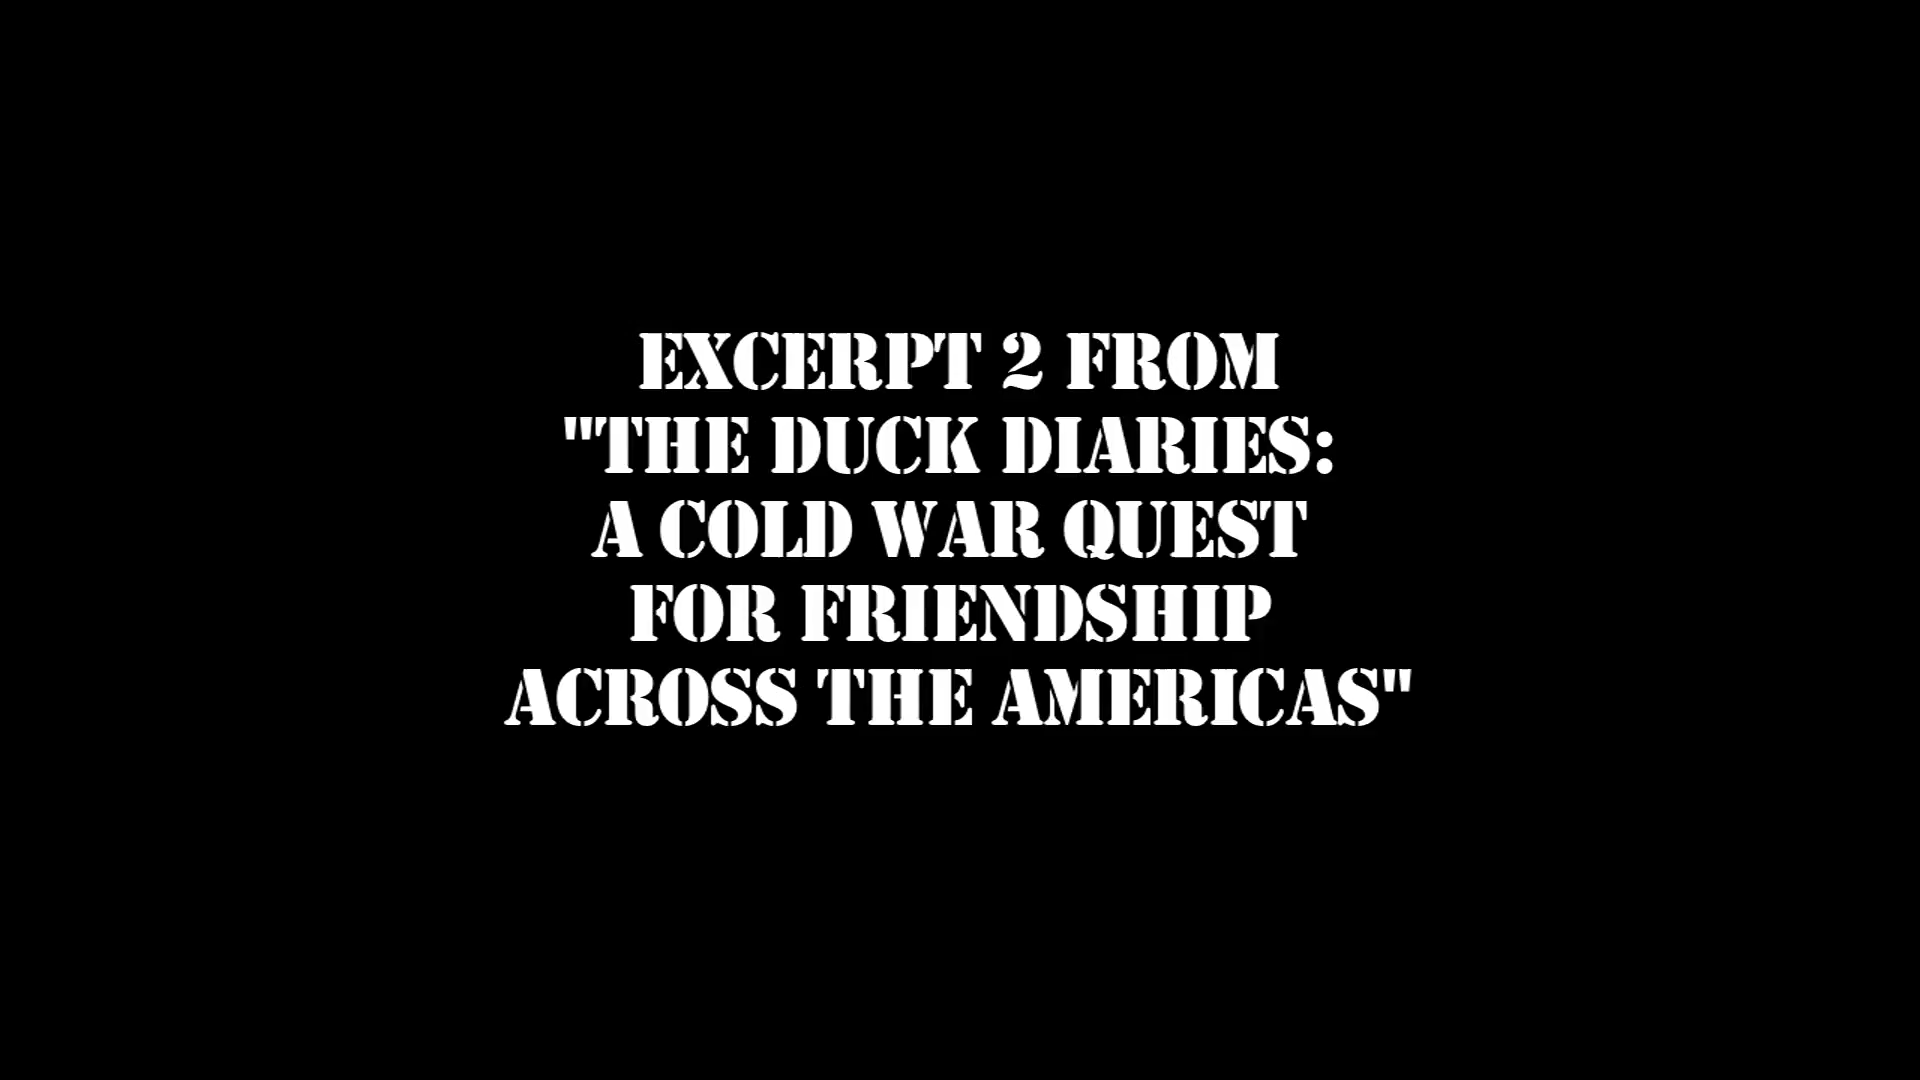 EXCERPT 2 FROM
"THE DUCK DIARIES:
A COLD WAR QUEST
FOR FRIENDSHIP
ACROSS THE AMERICAS"